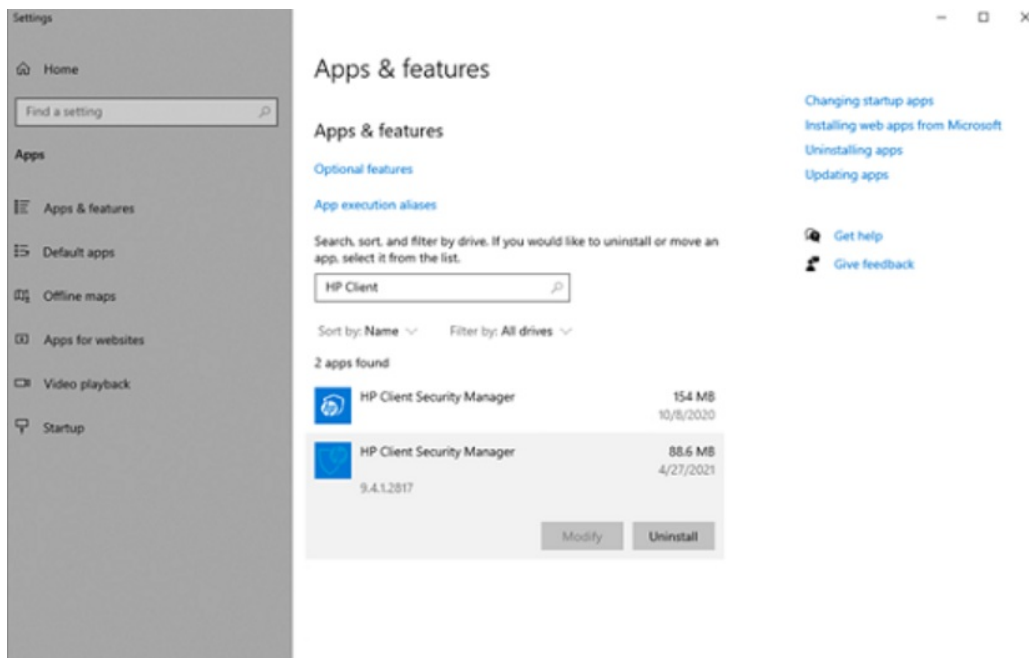 Settings
Home
Find a setting
Apps
Apps & features
Default apps
Offline maps
Apps for websites
Video playback
Startup
Apps & features
Apps & features
Optional features
App execution aliases
Search, sort, and filter by drive. If you would like to uninstall or move an
app, select it from the list.
HP Client
Sort by: Name Filter by: All drives
2 apps found
HP Client Security Manager 154 MB
10/8/2020
HP Client Security Manager 88.6 MB
4/27/2021
9.4.1.2817
Modify Uninstall
Changing startup apps
Installing web apps from Microsoft
Uninstalling apps
Updating apps
Get help
Give feedback